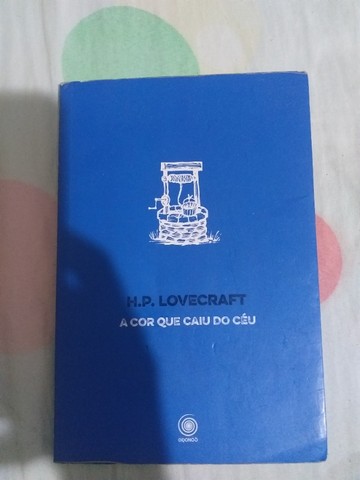 H.P. LOVECRAFT
A COR QUE CAIU DO CÉU